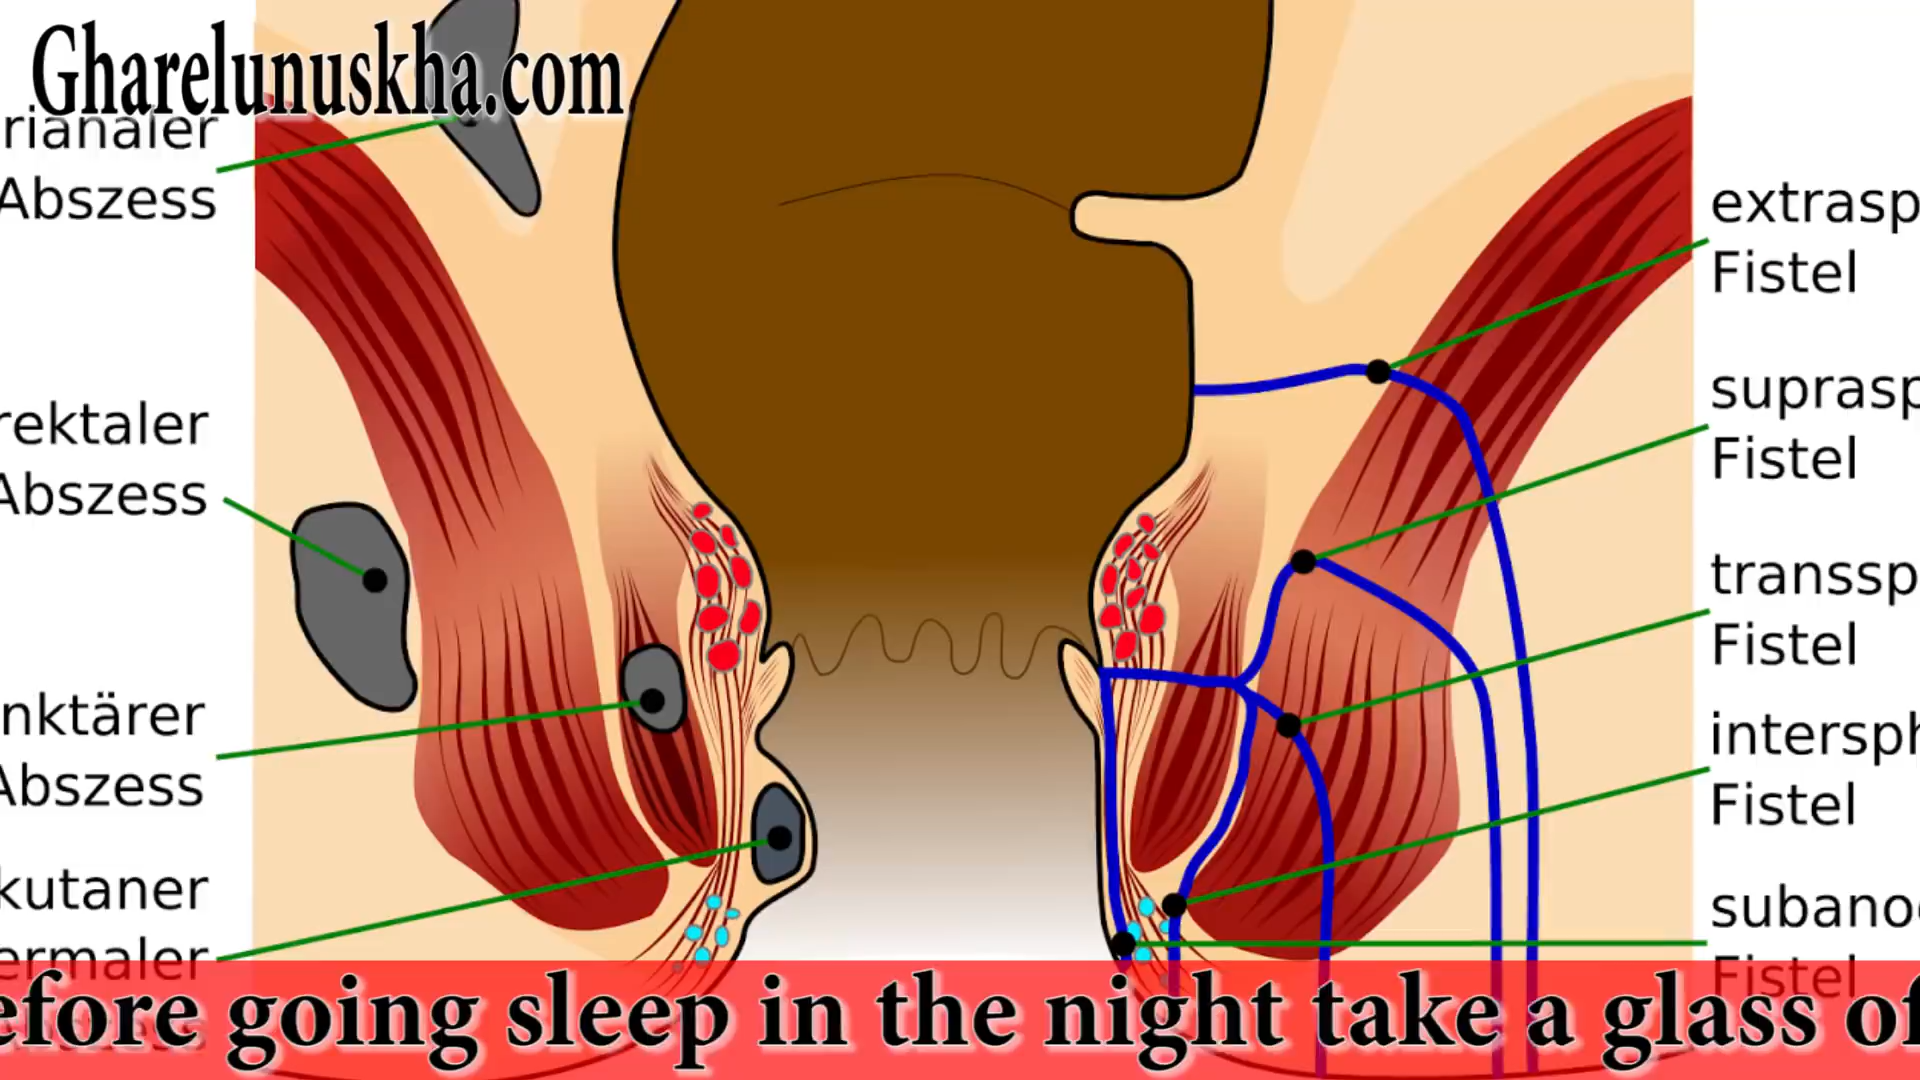 Gharelunuskha.com
rianaler
Abszess
rektaler
Abszess
nktärer
Abszess
kutaner
ermaler
extrasp
Fistel
suprasp
Fistel
transsp
Fistel
intersph
Fistel
subano
Fistel
efore going sleep in the night take a glass of